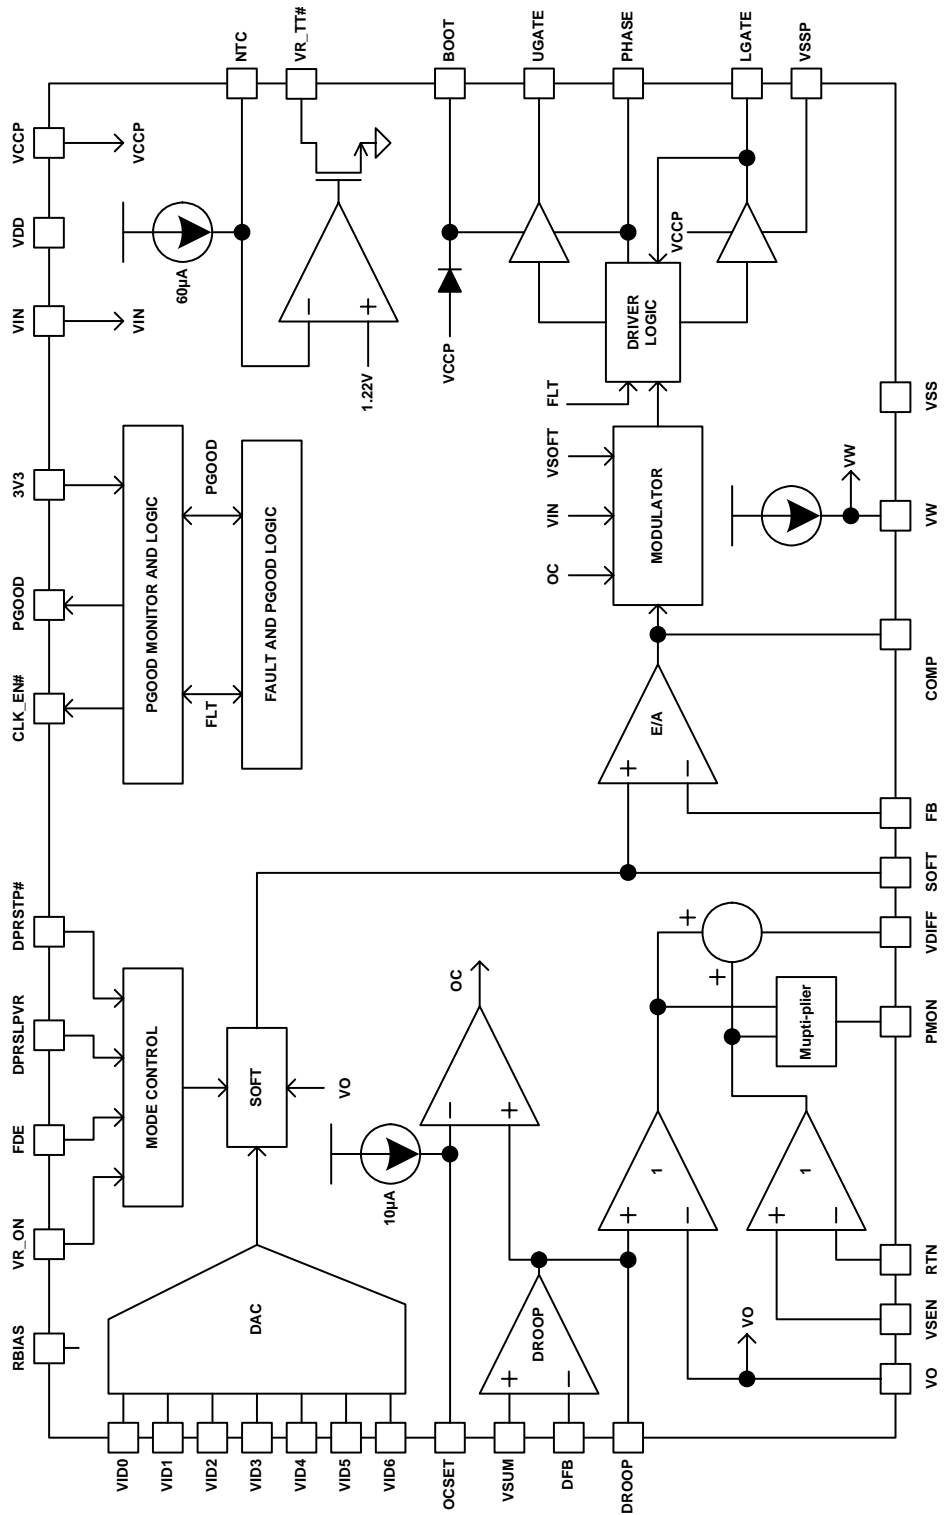 RBIAS
VR_ON
FDE
DPRSLPVR
DPRSTP#
CLK_EN#
PGOOD
3V3
VIN
VDD
VCCP
VID0
VID1
VID2
VID3
VID4
VID5
VID6
DAC
MODE CONTROL
SOFT
VO
PGOOD MONITOR AND LOGIC
FLT
PGOOD
FAULT AND PGOOD LOGIC
VIN
VCCP
60µA
NTC
VR_TT#
−
+
1.22V
OCSET
10µA
−
+
OC
VSUM
DFB
DROOP
+
−
DROOP
VCCP
BOOT
UGATE
PHASE
LGATE
VSSP
OC
VIN
VSOFT
FLT
MODULATOR
DRIVER
LOGIC
VCCP
E/A
+
−
+
−
1
+
−
1
+
+
Mupti-plier
VO
VW
VO
VSEN
RTN
PMON
VDIFF
SOFT
FB
COMP
VW
VSS